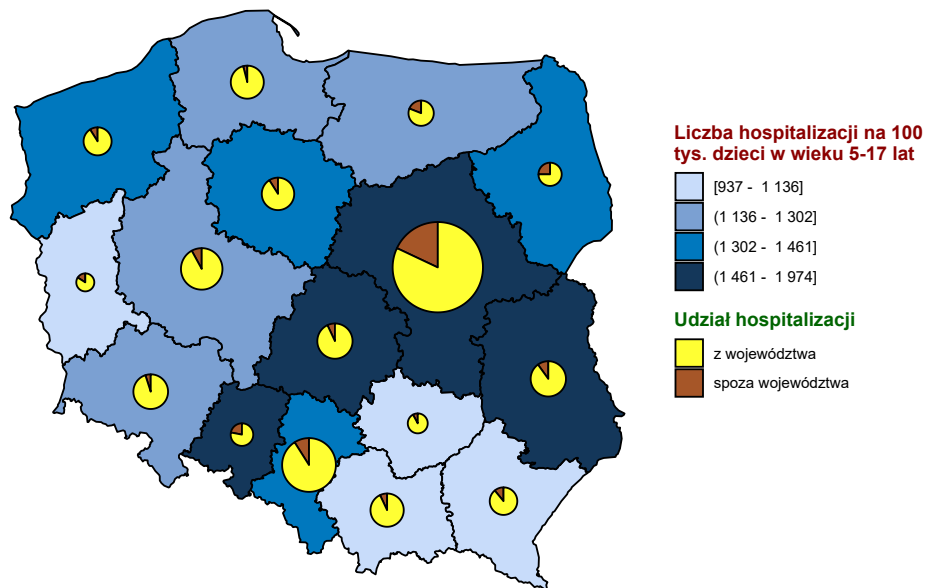 Liczba hospitalizacji na 100
tys. dzieci w wieku 5-17 lat
[937 - 1 136]
(1 136 - 1 302]
(1 302 - 1 461]
(1 461 - 1 974]
Udział hospitalizacji
z województwa
spoza województwa